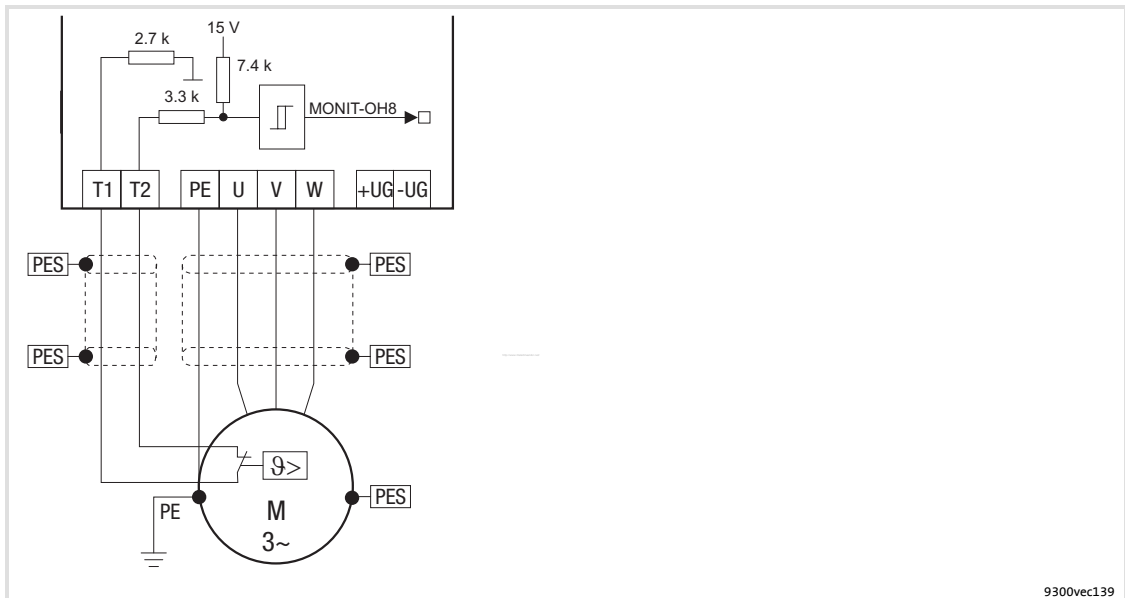 15 V
2.7 k
7.4 k
3.3 k
MONIT-OH8
T1 T2 PE U V W +UG -UG
PES PES
PES PES
ϑ>
PES
PE
M
3~
9300vec139